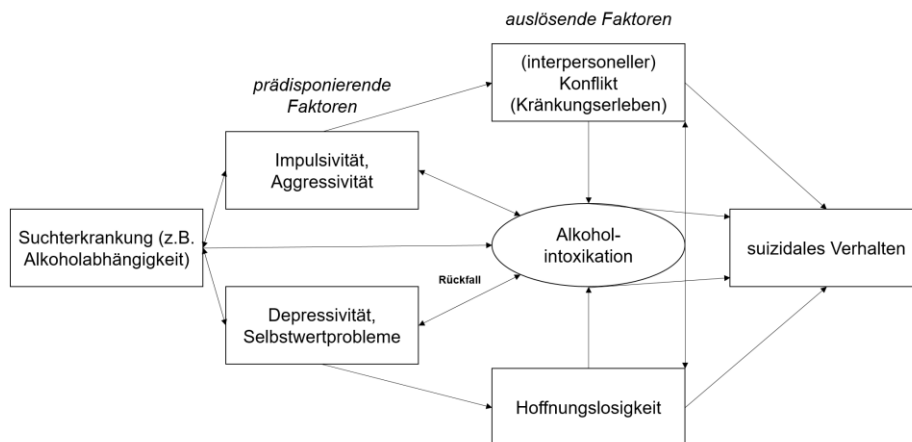 auslösende Faktoren
(interpersoneller)
Konflikt
(Kränkungserleben)
prädisponierende
Faktoren
Impulsivität,
Aggressivität
Suchterkrankung (z.B.
Alkoholabhängigkeit)
Alkohol-
intoxikation
suizidales Verhalten
Rückfall
Depressivität,
Selbstwertprobleme
Hoffnungslosigkeit